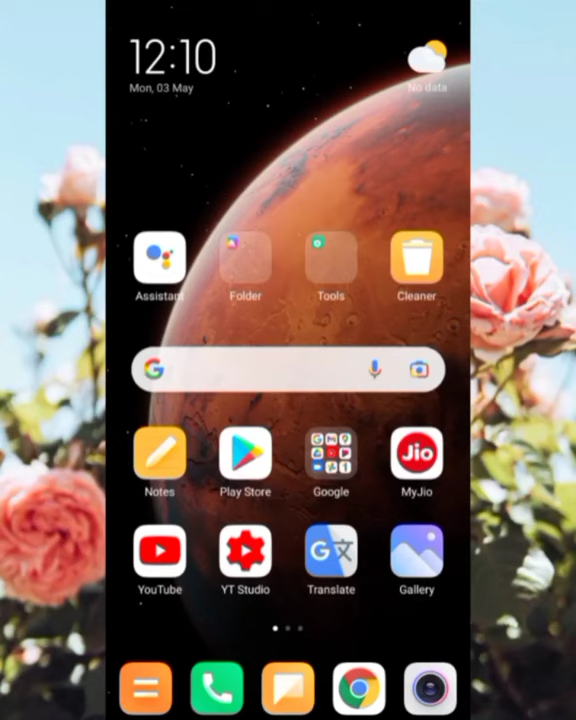 12:10
Mon, 03 May
No data
Assistant
Folder
Tools
Cleaner
Jio
Notes
Play Store
Google
MyJio
YouTube
YT Studio
Translate
Gallery